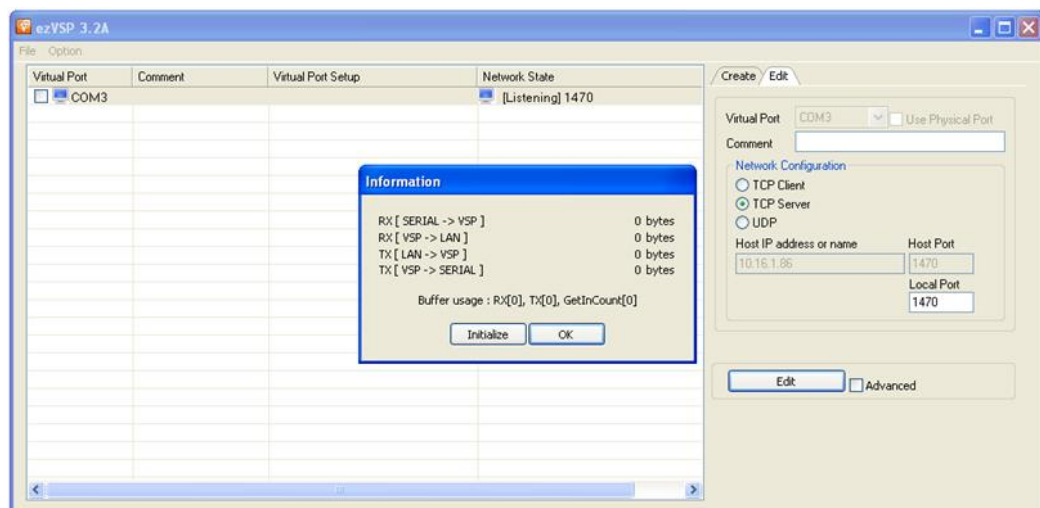 ezVSP 3.2A
File Option
Virtual Port Comment Virtual Port Setup Network State
COM3 [Listening] 1470
Create Edit
Virtual Port COM3 Use Physical Port
Comment
Network Configuration
TCP Client
TCP Server
UDP
Host IP address or name Host Port
10.16.1.86 1470
Local Port
1470
Edit Advanced
Information
RX [ SERIAL -> VSP ] 0 bytes
RX [ VSP -> LAN ] 0 bytes
TX [ LAN -> VSP ] 0 bytes
TX [ VSP -> SERIAL ] 0 bytes
Buffer usage : RX[0], TX[0], GetInCount[0]
Initialize OK